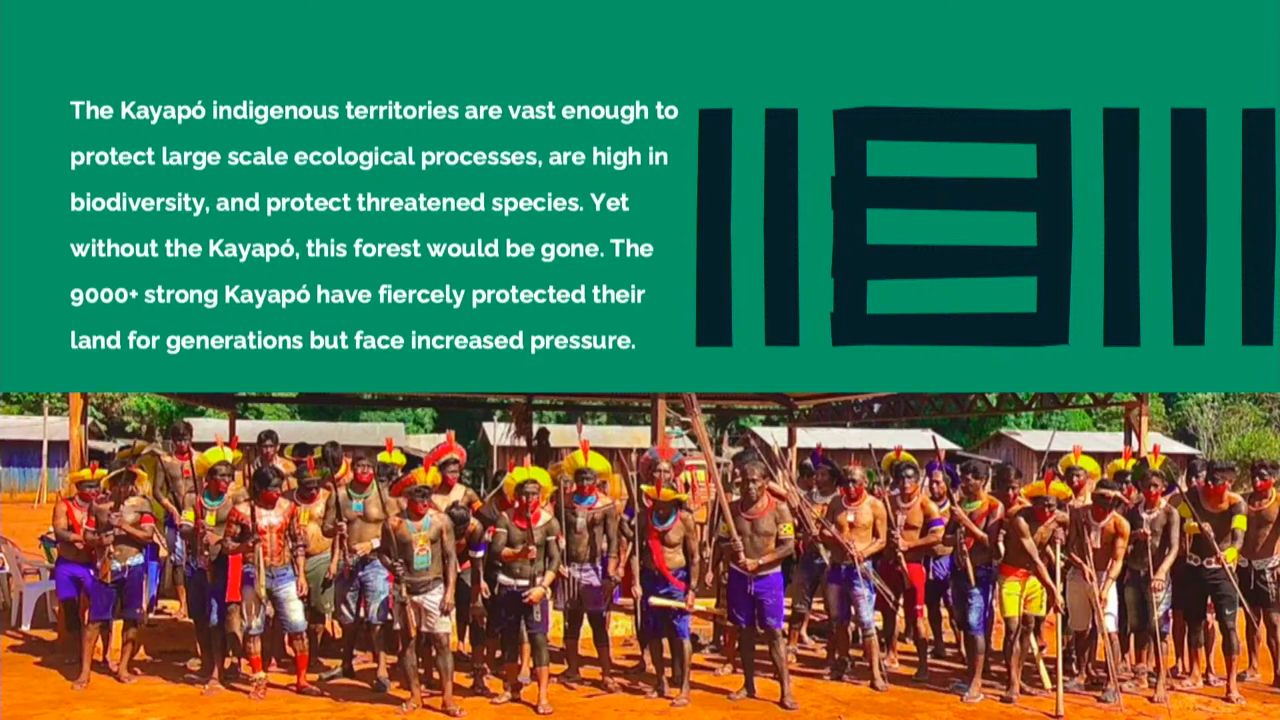 The Kayapó indigenous territories are vast enough to
protect large scale ecological processes, are high in
biodiversity, and protect threatened species. Yet
without the Kayapó, this forest would be gone. The
9000+ strong Kayapó have fiercely protected their
land for generations but face increased pressure.